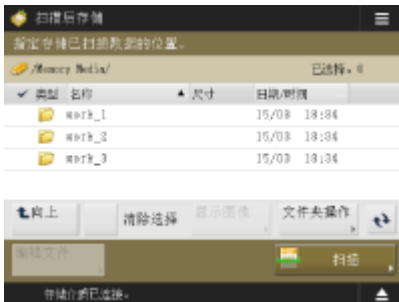 扫描后存储
指定存储已扫描数据的位置。
/Memory Media/ 已选择: 0
类型 名称 ▲ 尺寸 日期/时间
work_1 15/03 18:34
work_2 15/03 18:34
work_3 15/03 18:34
向上 清除选择 显示图像 文件夹操作
编辑文件 扫描
存储介质已连接。